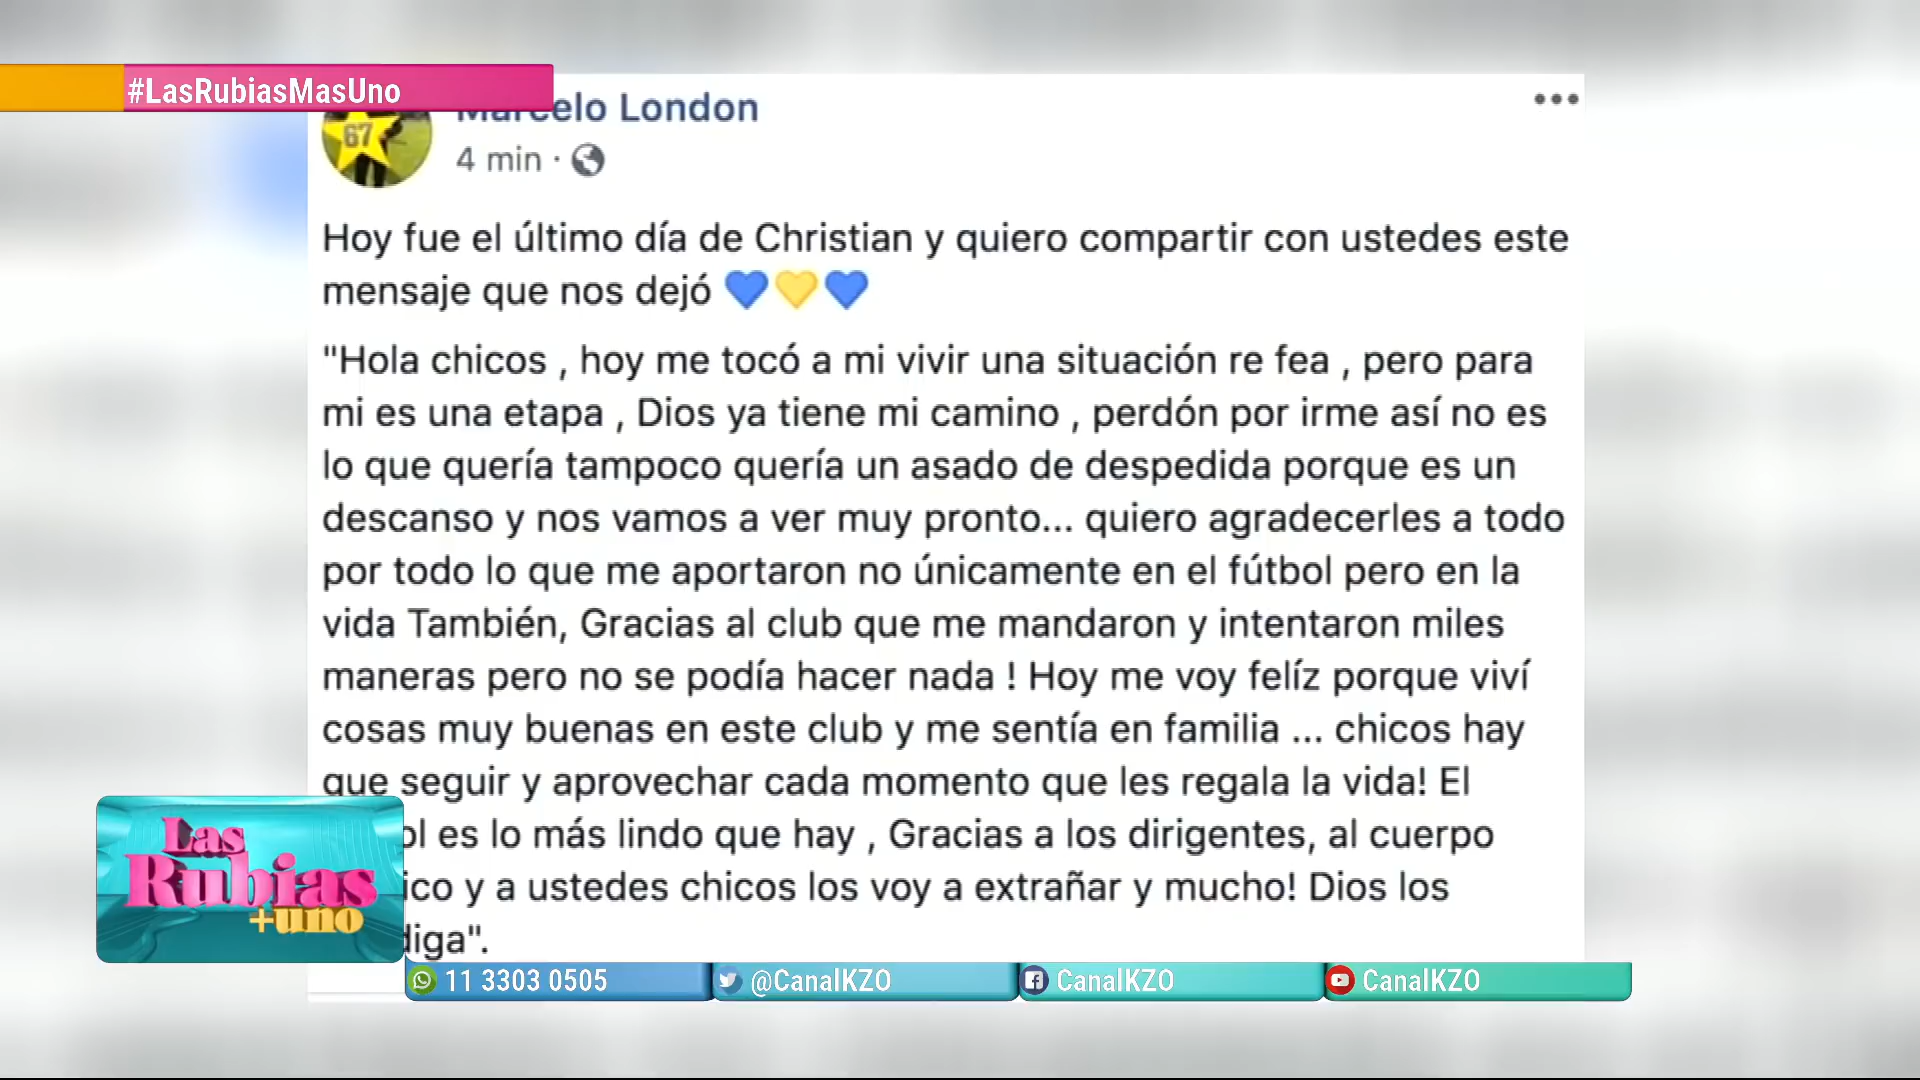 #LasRubiasMasUno
Marcelo London
67
4 min ·
Hoy fue el último día de Christian y quiero compartir con ustedes este
mensaje que nos dejó 💙💛💙
"Hola chicos , hoy me tocó a mi vivir una situación re fea , pero para
mi es una etapa , Dios ya tiene mi camino , perdón por irme así no es
lo que quería tampoco quería un asado de despedida porque es un
descanso y nos vamos a ver muy pronto... quiero agradecerles a todo
por todo lo que me aportaron no únicamente en el fútbol pero en la
vida También, Gracias al club que me mandaron y intentaron miles
maneras pero no se podía hacer nada ! Hoy me voy felíz porque viví
cosas muy buenas en este club y me sentía en familia ... chicos hay
que seguir y aprovechar cada momento que les regala la vida! El
ol es lo más lindo que hay , Gracias a los dirigentes, al cuerpo
ico y a ustedes chicos los voy a extrañar y mucho! Dios los
diga".
Las
Rubias
+uno
11 3303 0505
@CanalKZO
CanalKZO
CanalKZO